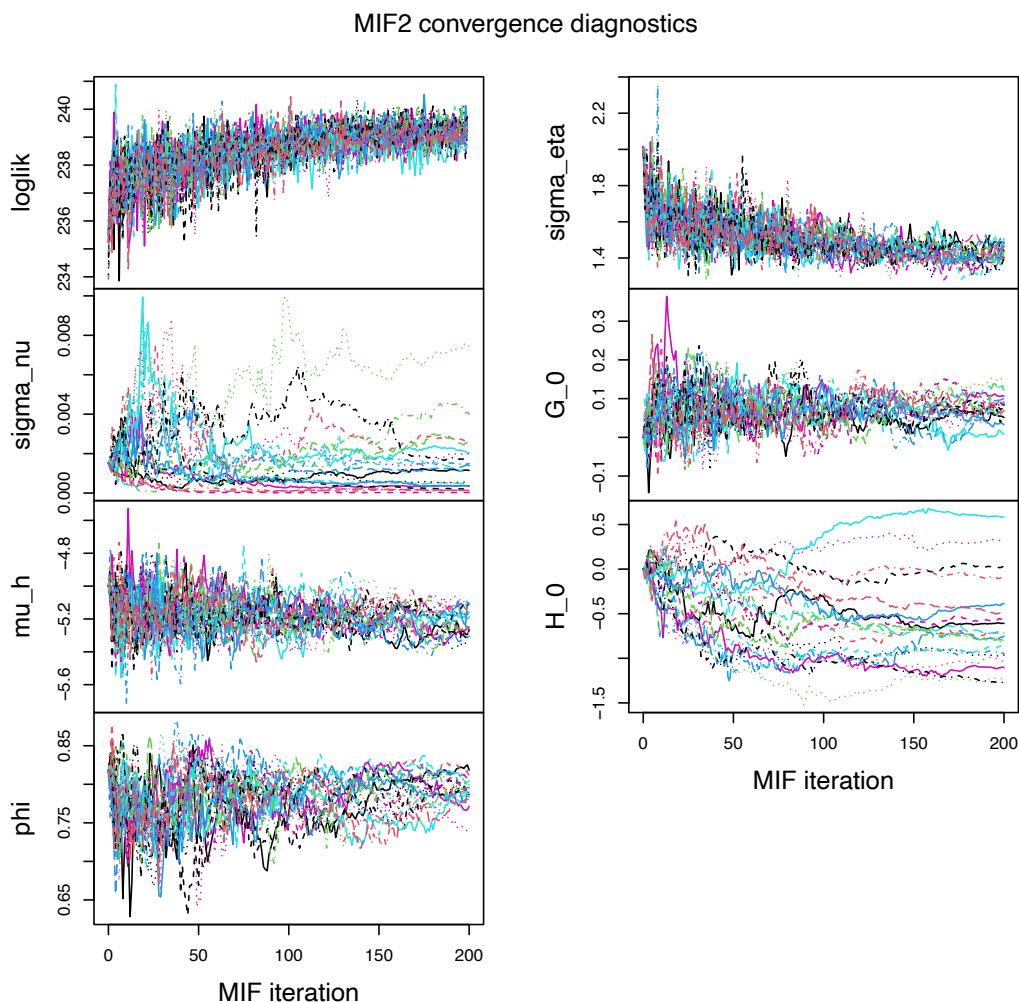 MIF2 convergence diagnostics
loglik
234 236 238 240
sigma_nu
0.000 0.004 0.008
mu_h
−5.6 −5.2 −4.8
phi
0.65 0.75 0.85
0 50 100 150 200
MIF iteration
sigma_eta
1.4 1.8 2.2
G_0
−0.1 0.1 0.2 0.3
H_0
−1.5 −0.5 0.0 0.5
0 50 100 150 200
MIF iteration